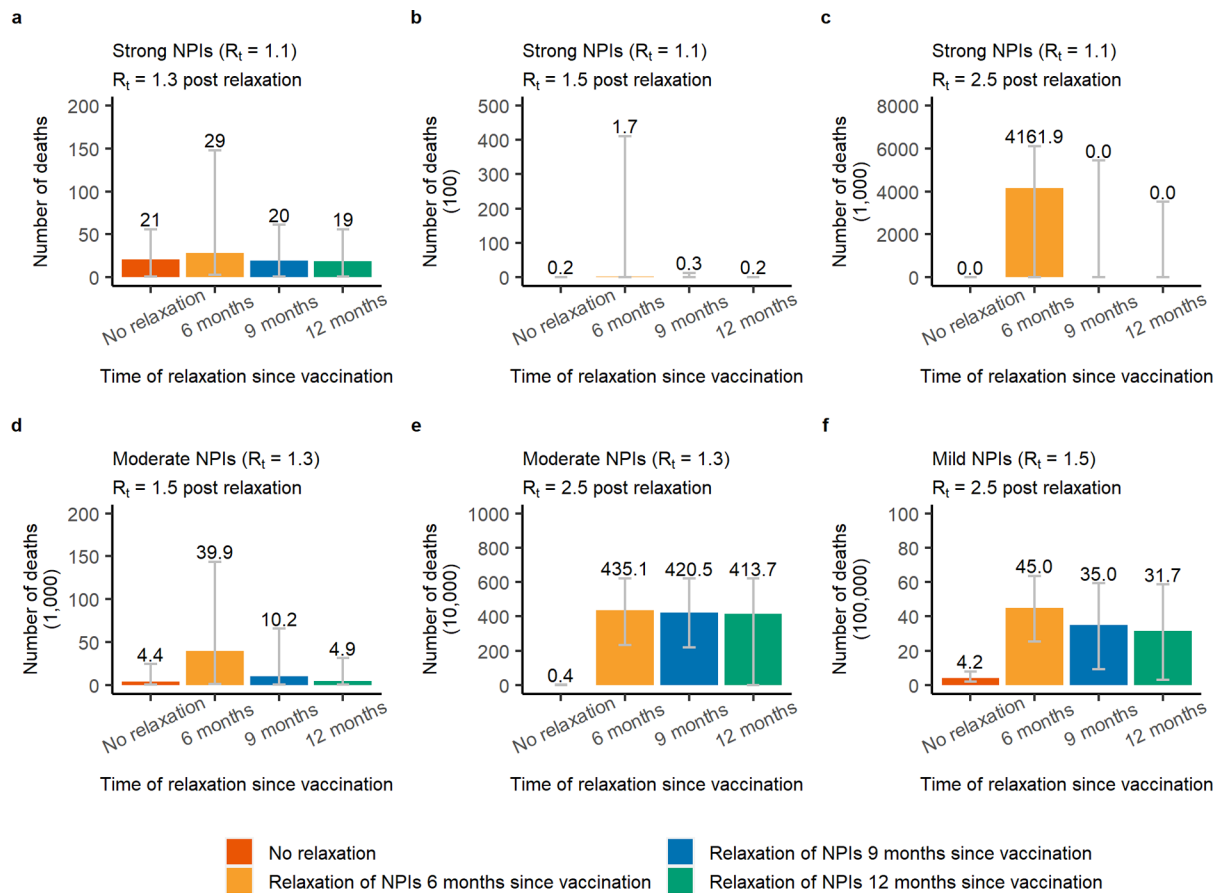 a
Strong NPIs (Rt = 1.1)
Rt = 1.3 post relaxation
Number of deaths
200
150
100
50
0
21
29
20
19
No relaxation
6 months
9 months
12 months
Time of relaxation since vaccination
b
Strong NPIs (Rt = 1.1)
Rt = 1.5 post relaxation
Number of deaths
(100)
500
400
300
200
100
0
0.2
1.7
0.3
0.2
No relaxation
6 months
9 months
12 months
Time of relaxation since vaccination
c
Strong NPIs (Rt = 1.1)
Rt = 2.5 post relaxation
Number of deaths
(1,000)
8000
6000
4000
2000
0
0.0
4161.9
0.0
0.0
No relaxation
6 months
9 months
12 months
Time of relaxation since vaccination
d
Moderate NPIs (Rt = 1.3)
Rt = 1.5 post relaxation
Number of deaths
(1,000)
200
150
100
50
0
4.4
39.9
10.2
4.9
No relaxation
6 months
9 months
12 months
Time of relaxation since vaccination
e
Moderate NPIs (Rt = 1.3)
Rt = 2.5 post relaxation
Number of deaths
(10,000)
1000
800
600
400
200
0
0.4
435.1
420.5
413.7
No relaxation
6 months
9 months
12 months
Time of relaxation since vaccination
f
Mild NPIs (Rt = 1.5)
Rt = 2.5 post relaxation
Number of deaths
(100,000)
100
80
60
40
20
0
4.2
45.0
35.0
31.7
No relaxation
6 months
9 months
12 months
Time of relaxation since vaccination
No relaxation
Relaxation of NPIs 6 months since vaccination
Relaxation of NPIs 9 months since vaccination
Relaxation of NPIs 12 months since vaccination